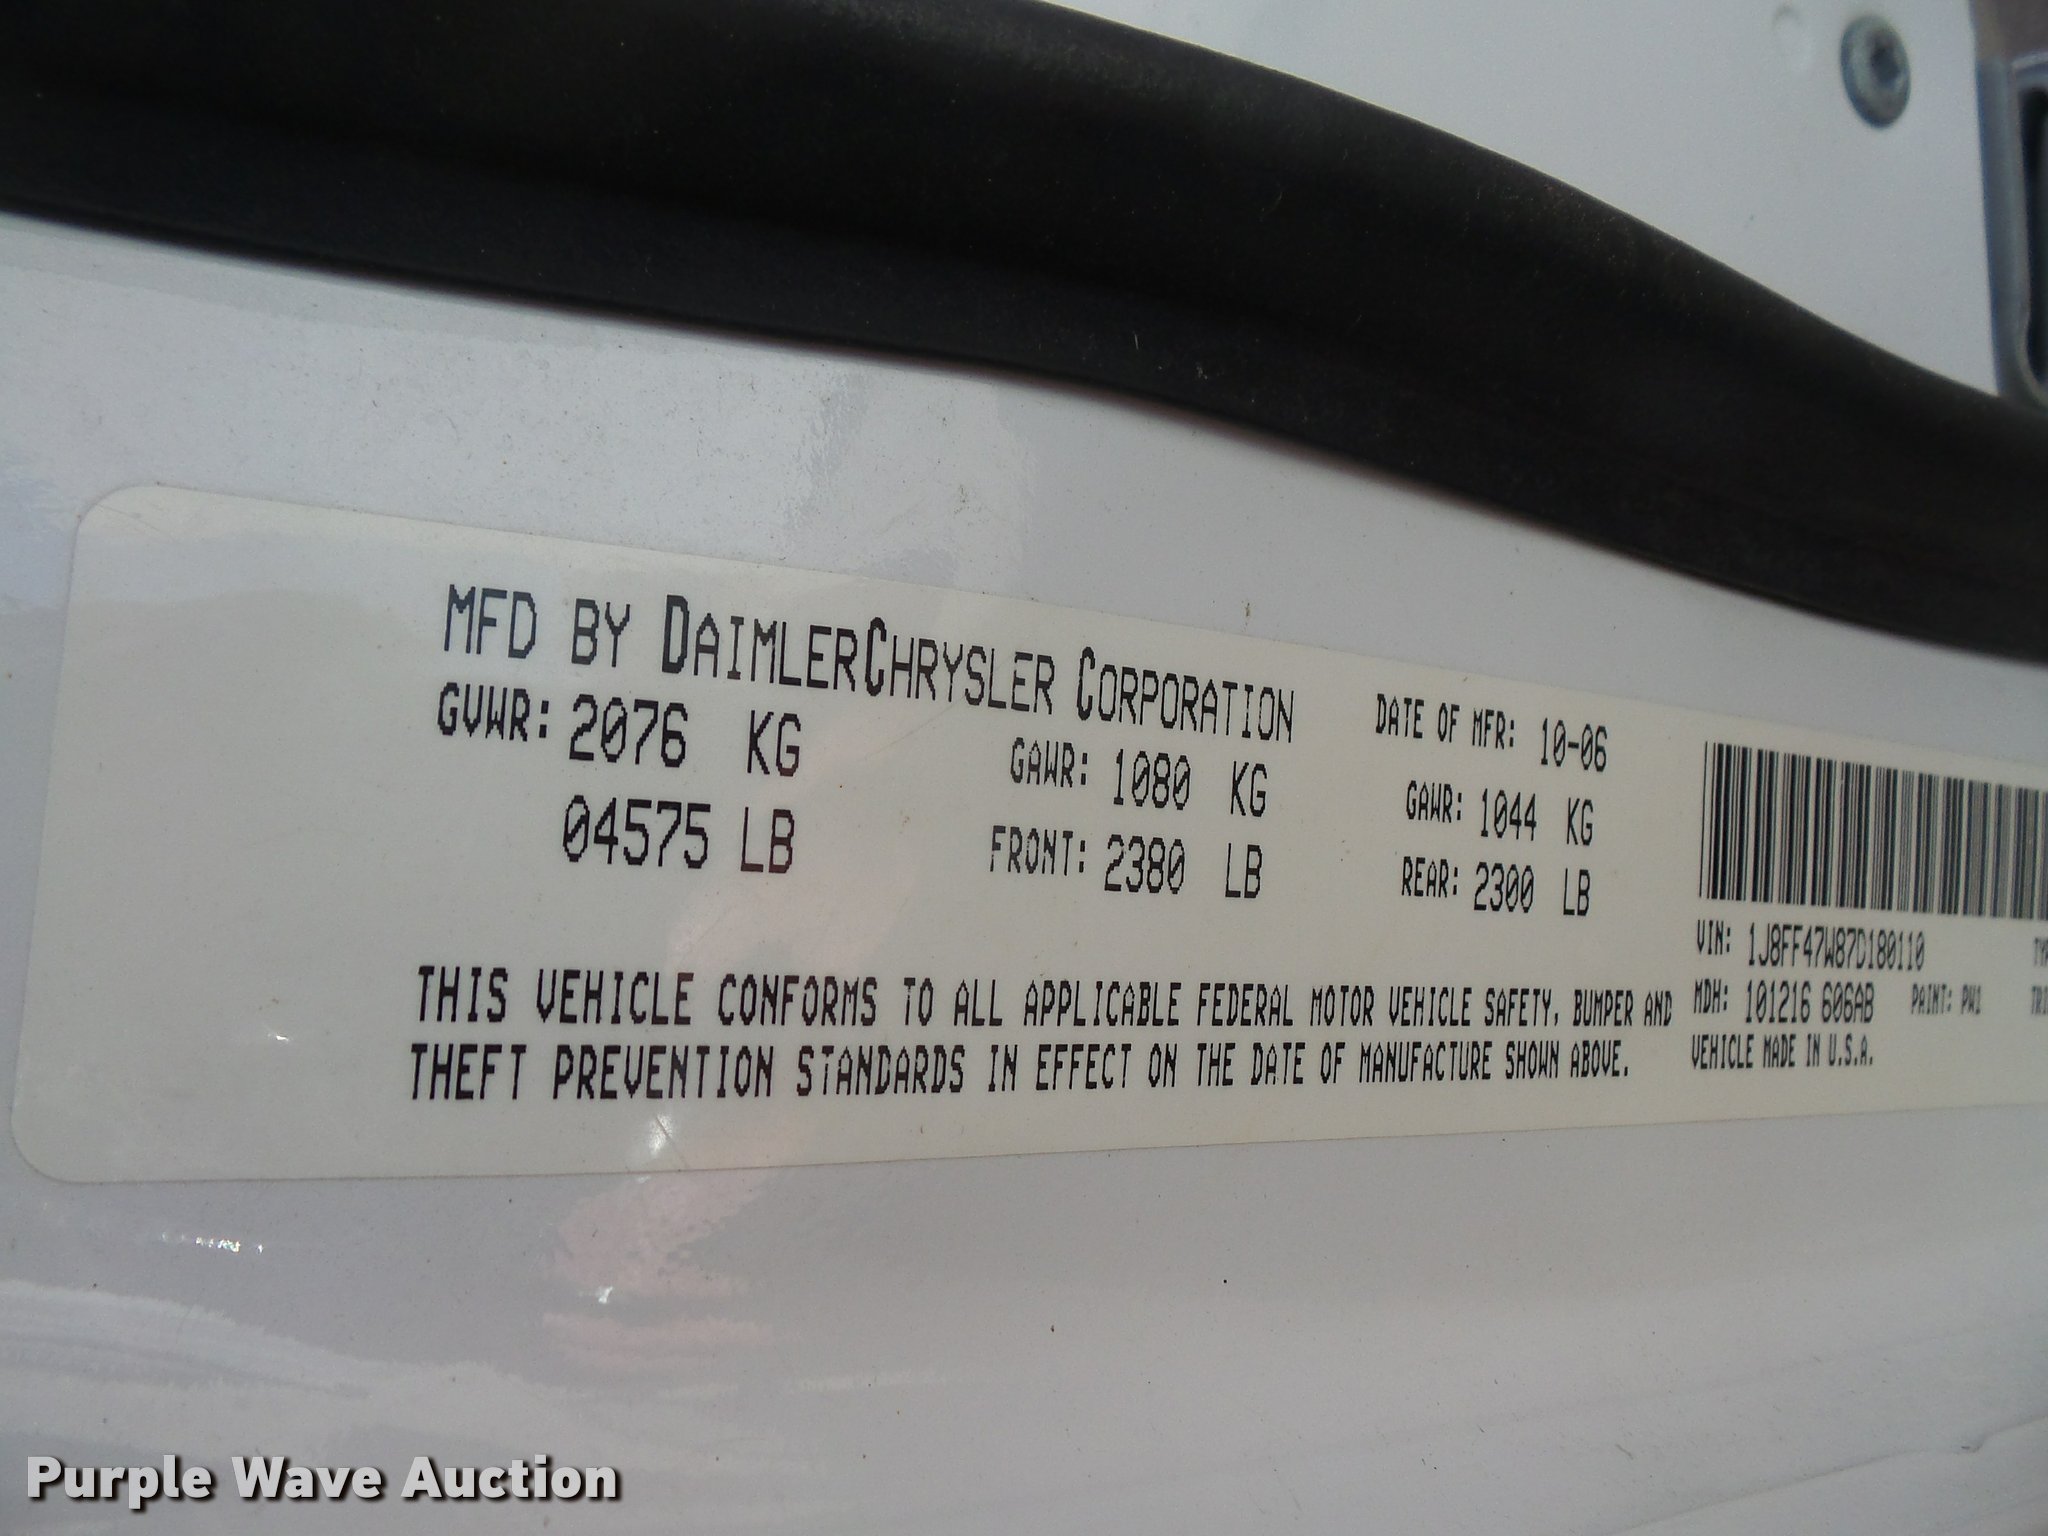 MFD BY DAIMLERCHRYSLER CORPORATION
DATE OF MFR: 10-06
GVWR: 2076 KG
GAWR: 1080 KG
GAWR: 1044 KG
04575 LB
FRONT: 2380 LB
REAR: 2300 LB
VIN: 1J8FF47W87D180110
MDH: 101216 606AB PAINT: PW1
VEHICLE MADE IN U.S.A.
THIS VEHICLE CONFORMS TO ALL APPLICABLE FEDERAL MOTOR VEHICLE SAFETY, BUMPER AND
THEFT PREVENTION STANDARDS IN EFFECT ON THE DATE OF MANUFACTURE SHOWN ABOVE.
Purple Wave Auction